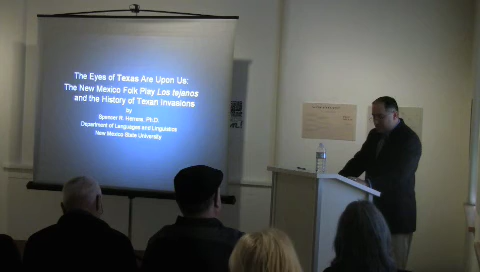 The Eyes of Texas Are Upon Us:
The New Mexico Folk Play Los tejanos
and the History of Texan Invasions
by
Spencer R. Herrera, Ph.D.
Department of Languages and Linguistics
New Mexico State University